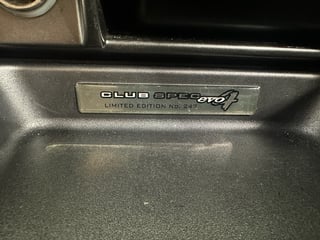 CLUB SPEC evo4
LIMITED EDITION No. 247